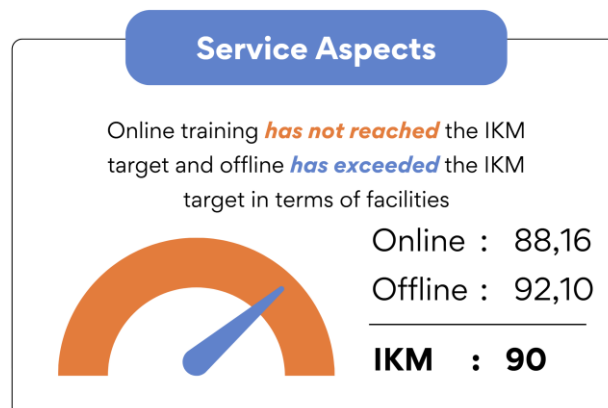 Service Aspects
Online training has not reached the IKM
target and offline has exceeded the IKM
target in terms of facilities
Online : 88,16
Offline : 92,10
IKM : 90